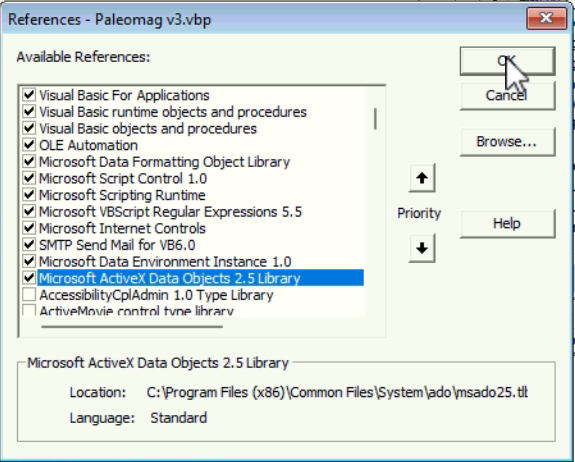 References - Paleomag v3.vbp
Available References:
Visual Basic For Applications
Visual Basic runtime objects and procedures
Visual Basic objects and procedures
OLE Automation
Microsoft Data Formatting Object Library
Microsoft Script Control 1.0
Microsoft Scripting Runtime
Microsoft VBScript Regular Expressions 5.5
Microsoft Internet Controls
SMTP Send Mail for VB6.0
Microsoft Data Environment Instance 1.0
Microsoft ActiveX Data Objects 2.5 Library
AccessibilityCplAdmin 1.0 Type Library
ActiveMovie control type library
OK
Cancel
Browse...
Priority
Help
Microsoft ActiveX Data Objects 2.5 Library
Location: C:\Program Files (x86)\Common Files\System\ado\msado25.tlb
Language: Standard